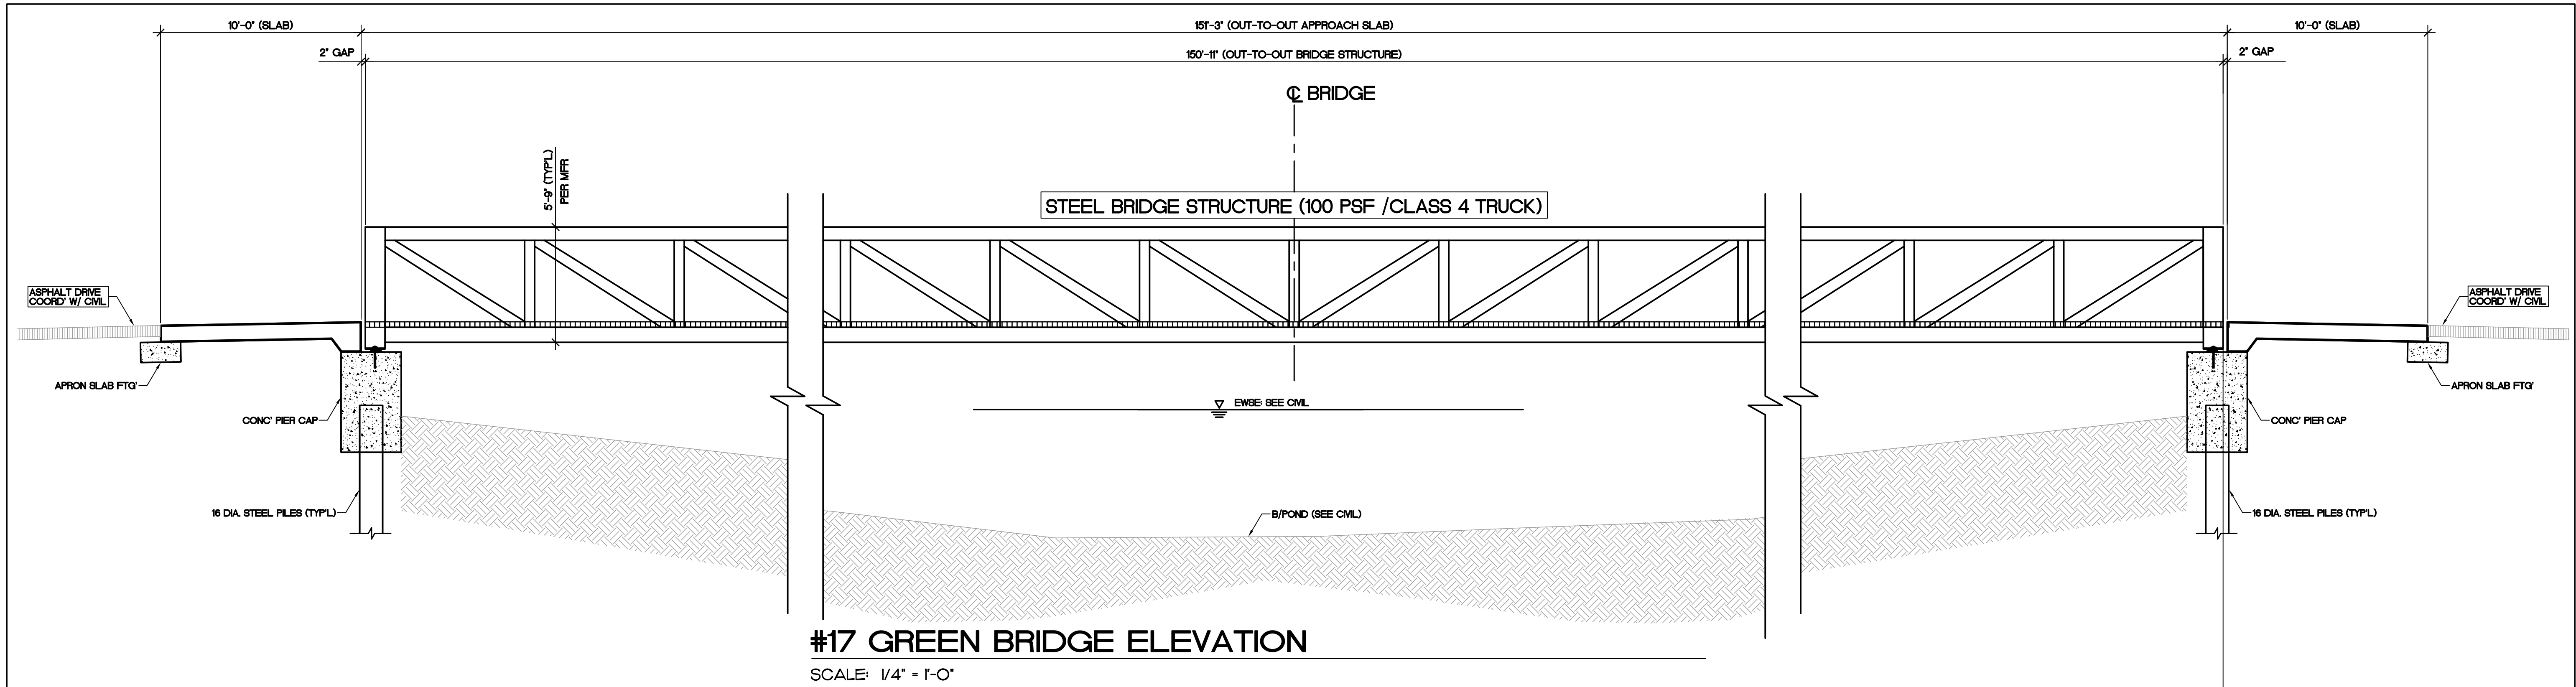 10'-0" (SLAB)
151'-3" (OUT-TO-OUT APPROACH SLAB)
10'-0" (SLAB)
2" GAP
150'-11" (OUT-TO-OUT BRIDGE STRUCTURE)
2" GAP
℄ BRIDGE
5'-9" (TYP'L)
PER MFR
STEEL BRIDGE STRUCTURE (100 PSF /CLASS 4 TRUCK)
ASPHALT DRIVE
COORD' W/ CIVIL
ASPHALT DRIVE
COORD' W/ CIVIL
APRON SLAB FTG'
APRON SLAB FTG'
EWSE: SEE CIVIL
CONC' PIER CAP
CONC' PIER CAP
16 DIA. STEEL PILES (TYP'L)
B/POND (SEE CIVIL)
16 DIA. STEEL PILES (TYP'L)
#17 GREEN BRIDGE ELEVATION
SCALE: 1/4" = 1'-0"